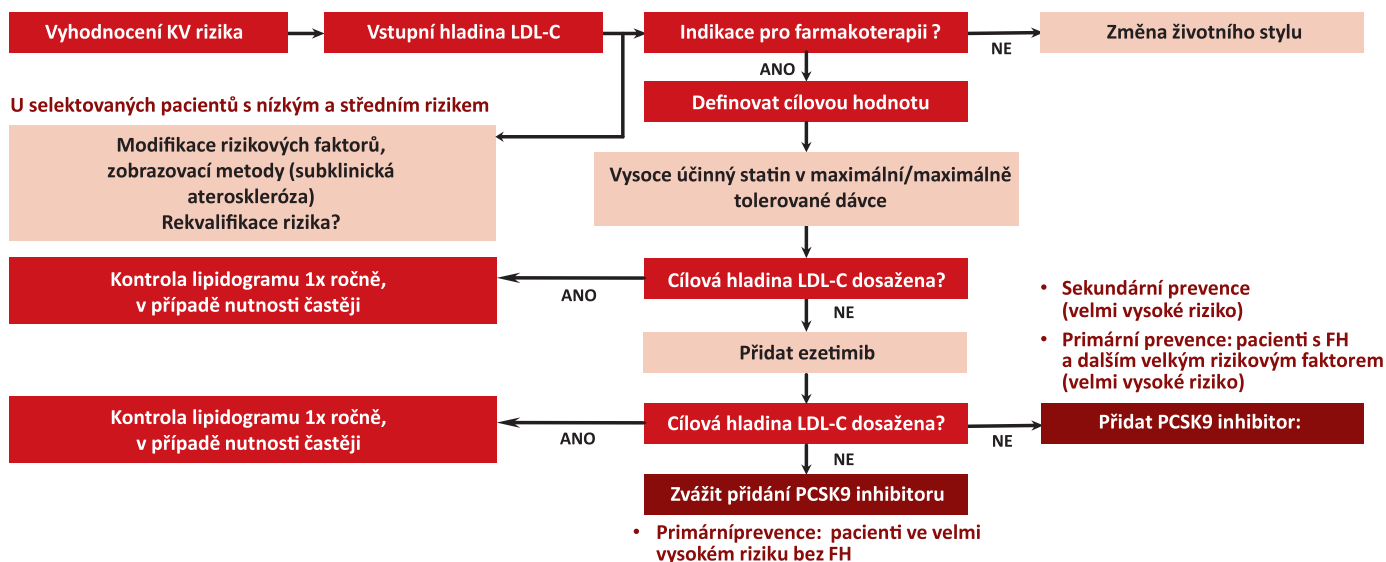 Vyhodnocení KV rizika
Vstupní hladina LDL-C
Indikace pro farmakoterapii ?
NE
Změna životního stylu
ANO
U selektovaných pacientů s nízkým a středním rizikem
Definovat cílovou hodnotu
Modifikace rizikových faktorů,
zobrazovací metody (subklinická
ateroskleróza)
Rekvalifikace rizika?
Vysoce účinný statin v maximální/maximálně
tolerované dávce
Kontrola lipidogramu 1x ročně,
v případě nutnosti častěji
ANO
Cílová hladina LDL-C dosažena?
NE
• Sekundární prevence
(velmi vysoké riziko)
• Primární prevence: pacienti s FH
a dalším velkým rizikovým faktorem
(velmi vysoké riziko)
Přidat ezetimib
Kontrola lipidogramu 1x ročně,
v případě nutnosti častěji
ANO
Cílová hladina LDL-C dosažena?
NE
Přidat PCSK9 inhibitor:
NE
Zvážit přidání PCSK9 inhibitoru
• Primárníprevence: pacienti ve velmi
vysokém riziku bez FH